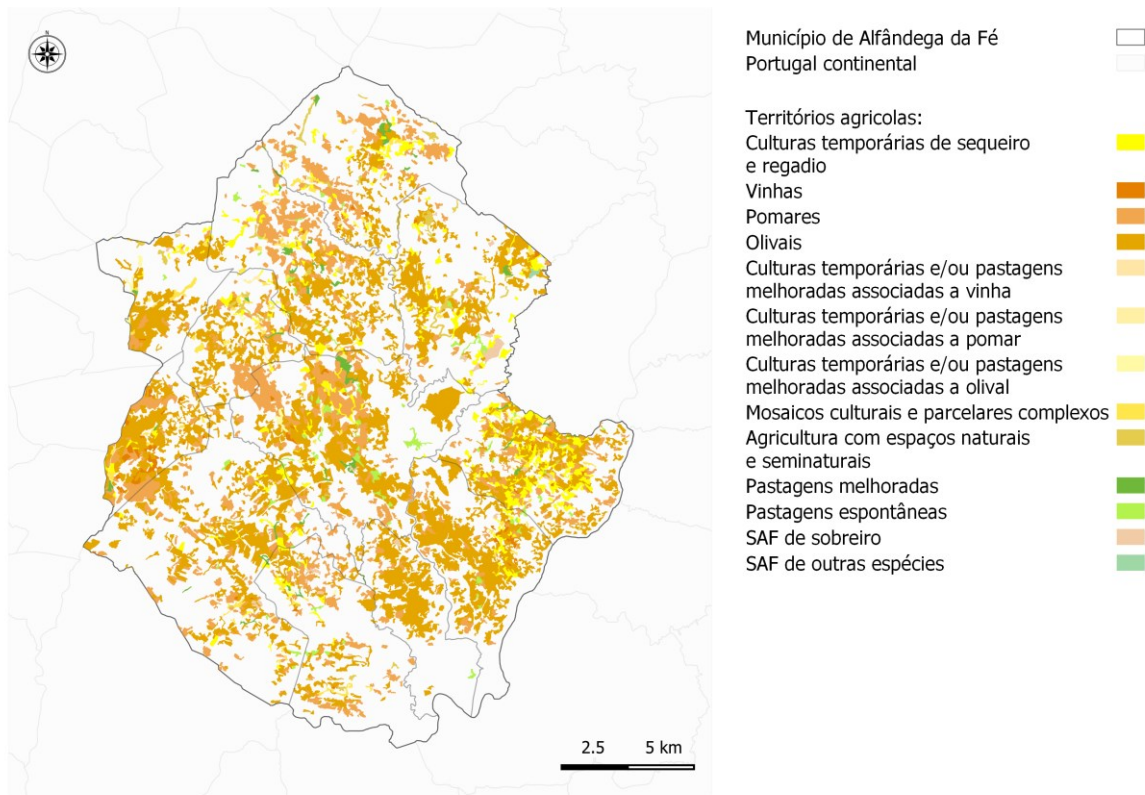 N
Município de Alfândega da Fé
Portugal continental
Territórios agricolas:
Culturas temporárias de sequeiro
e regadio
Vinhas
Pomares
Olivais
Culturas temporárias e/ou pastagens
melhoradas associadas a vinha
Culturas temporárias e/ou pastagens
melhoradas associadas a pomar
Culturas temporárias e/ou pastagens
melhoradas associadas a olival
Mosaicos culturais e parcelares complexos
Agricultura com espaços naturais
e seminaturais
Pastagens melhoradas
Pastagens espontâneas
SAF de sobreiro
SAF de outras espécies
2.5 5 km